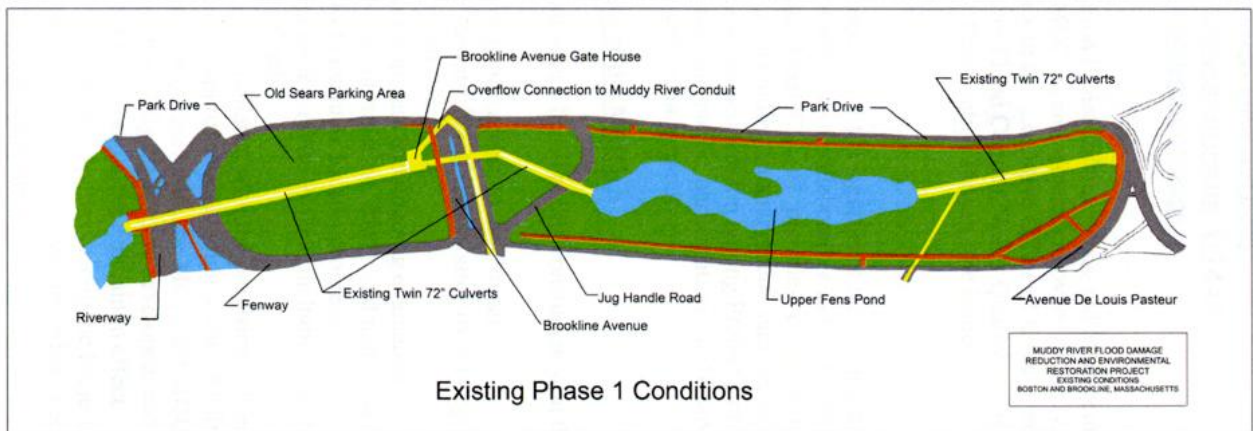 Brookline Avenue Gate House
Existing Twin 72" Culverts
Old Sears Parking Area
Overflow Connection to Muddy River Conduit
Park Drive
Park Drive
Existing Twin 72" Culverts
Jug Handle Road
Upper Fens Pond
Avenue De Louis Pasteur
Fenway
Riverway
Brookline Avenue
Existing Phase 1 Conditions
MUDDY RIVER FLOOD DAMAGE
REDUCTION AND ENVIRONMENTAL
RESTORATION PROJECT
EXISTING CONDITIONS
BOSTON AND BROOKLINE, MASSACHUSETTS